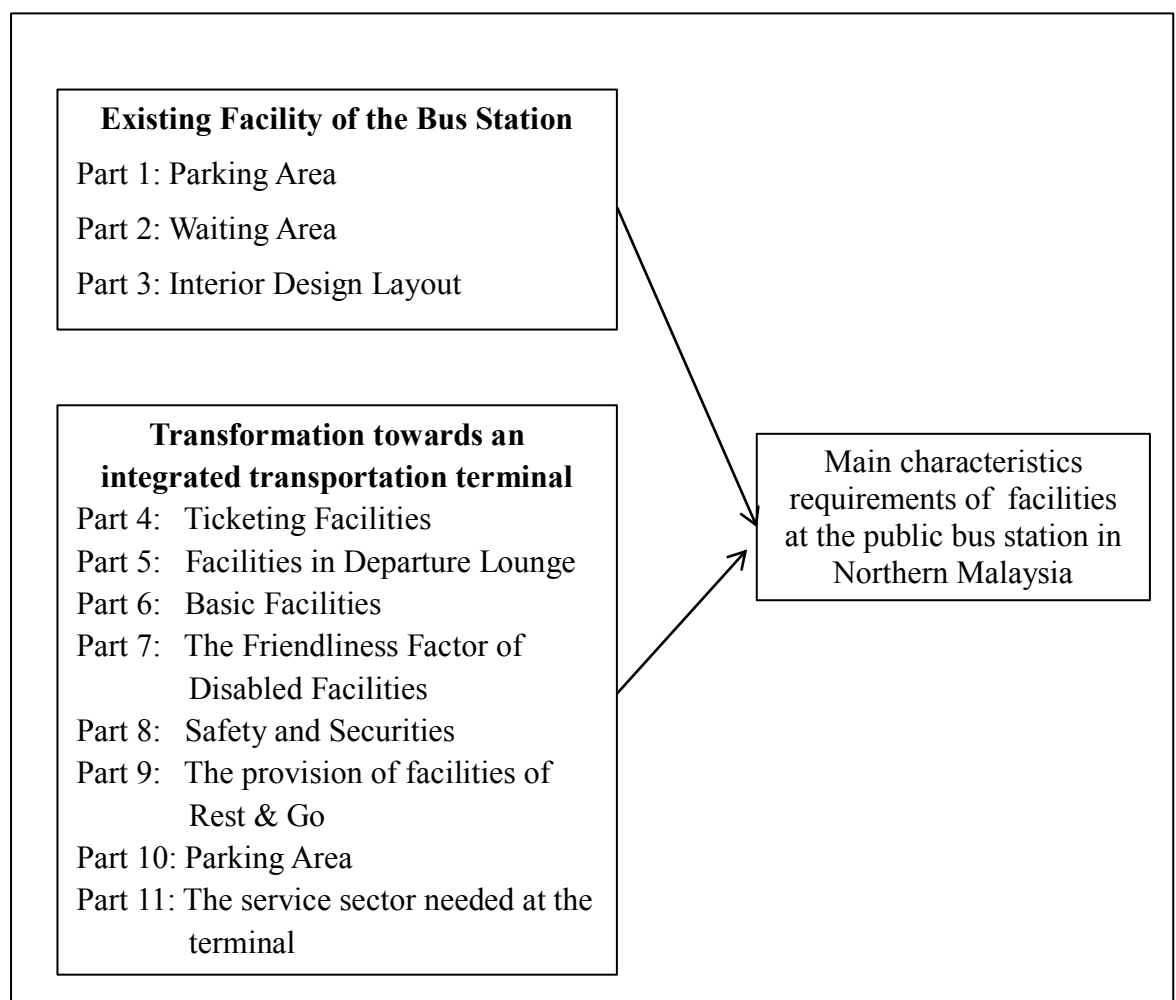 Existing Facility of the Bus Station
Part 1: Parking Area
Part 2: Waiting Area
Part 3: Interior Design Layout
Transformation towards an
integrated transportation terminal
Part 4: Ticketing Facilities
Part 5: Facilities in Departure Lounge
Part 6: Basic Facilities
Part 7: The Friendliness Factor of
Disabled Facilities
Part 8: Safety and Securities
Part 9: The provision of facilities of
Rest & Go
Part 10: Parking Area
Part 11: The service sector needed at the
terminal
Main characteristics
requirements of facilities
at the public bus station in
Northern Malaysia